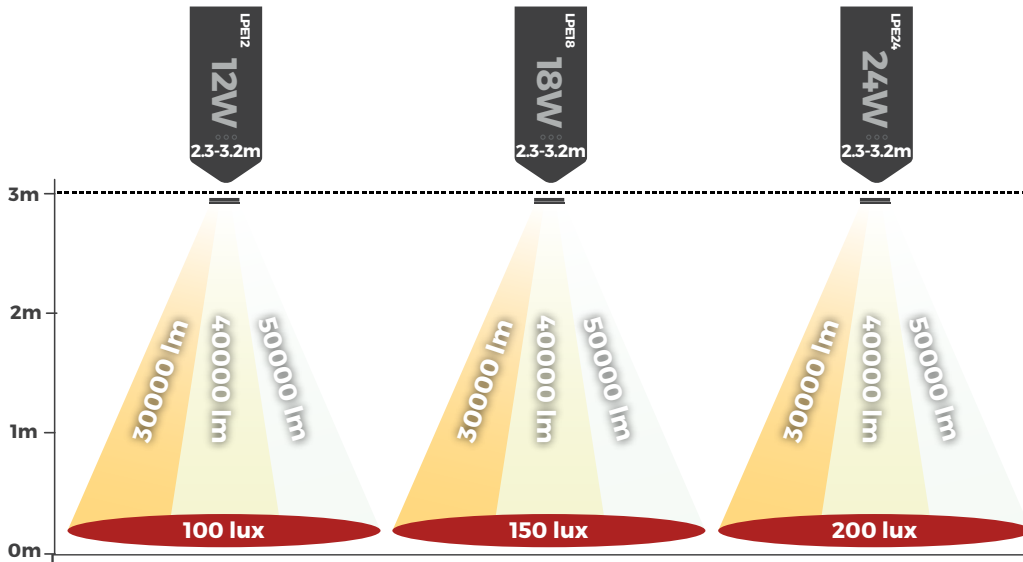 LPE12
12W
2.3-3.2m
LPE18
18W
2.3-3.2m
LPE24
24W
2.3-3.2m
3m
2m
1m
0m
30000 lm
40000 lm
50000 lm
100 lux
30000 lm
40000 lm
50000 lm
150 lux
30000 lm
40000 lm
50000 lm
200 lux